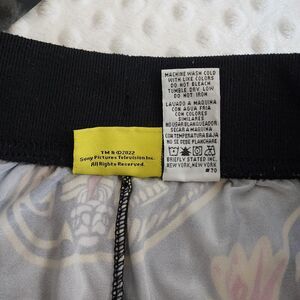 TM & ©2022
Sony Pictures Television Inc.
All Rights Reserved.
MACHINE WASH COLD
WITH LIKE COLORS
DO NOT BLEACH
TUMBLE DRY LOW
DO NOT IRON
LAVADO A MAQUINA
CON AGUA FRIA
CON COLORES
SIMILARES
NO USAR BLANQUEADOR
SECAR A MAQUINA
CON TEMPERATURA BAJA
NO SE DEBE PLANCHARE
BRIEFLY STATED INC.
NEW YORK, NEW YORK
#70